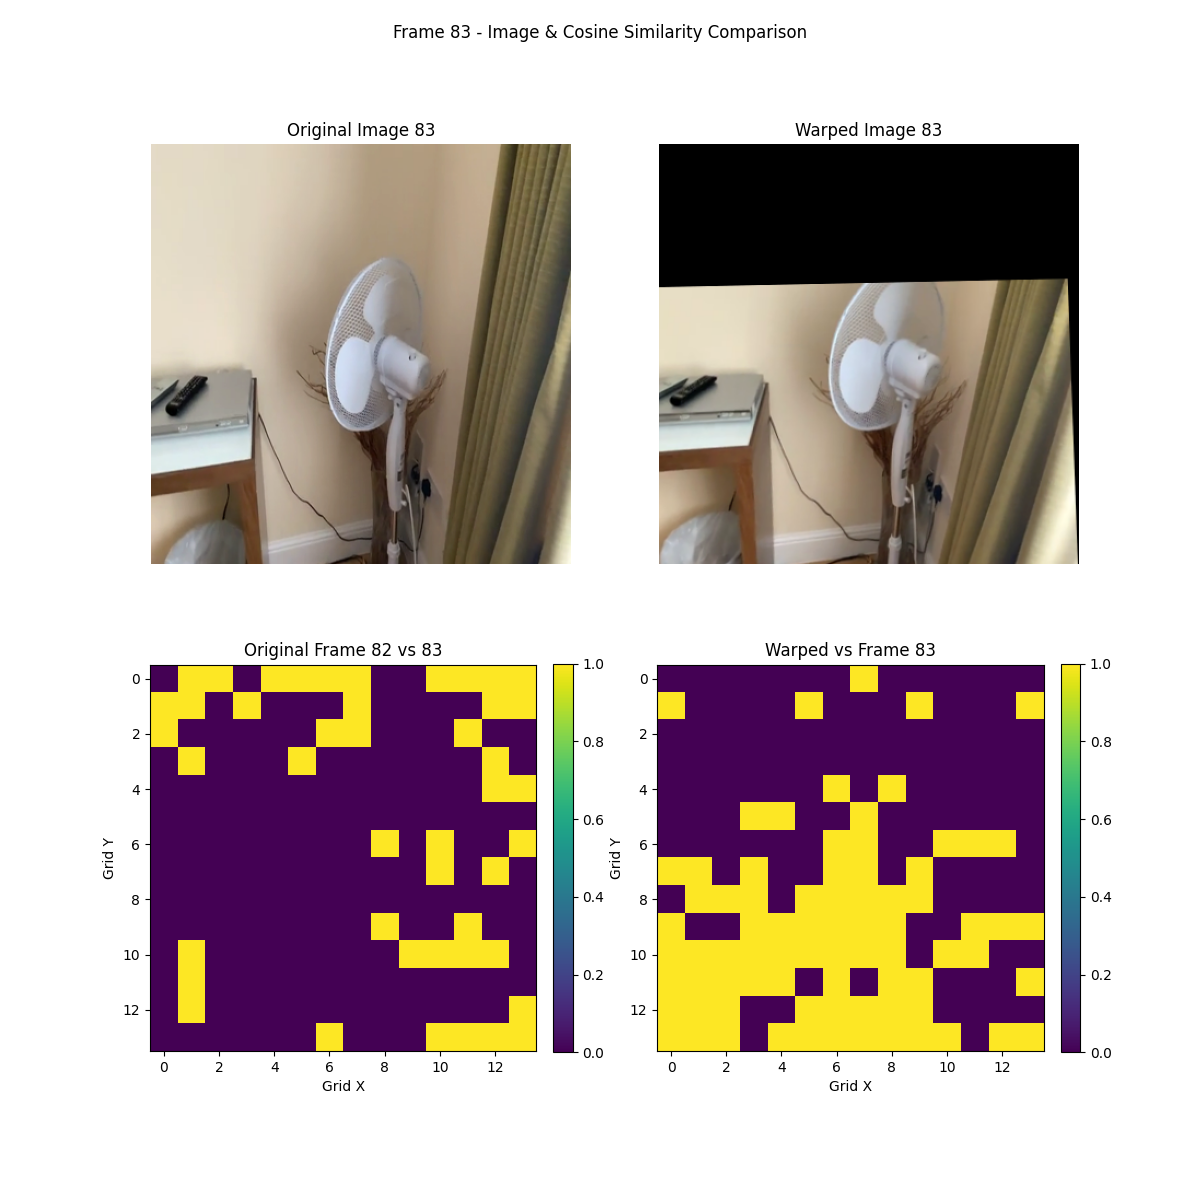 Frame 83 - Image & Cosine Similarity Comparison
Original Image 83
Warped Image 83
Original Frame 82 vs 83
Warped vs Frame 83
0
2
4
6
8
10
12
Grid Y
0 2 4 6 8 10 12
Grid X
1.0
0.8
0.6
0.4
0.2
0.0
0
2
4
6
8
10
12
Grid Y
0 2 4 6 8 10 12
Grid X
1.0
0.8
0.6
0.4
0.2
0.0